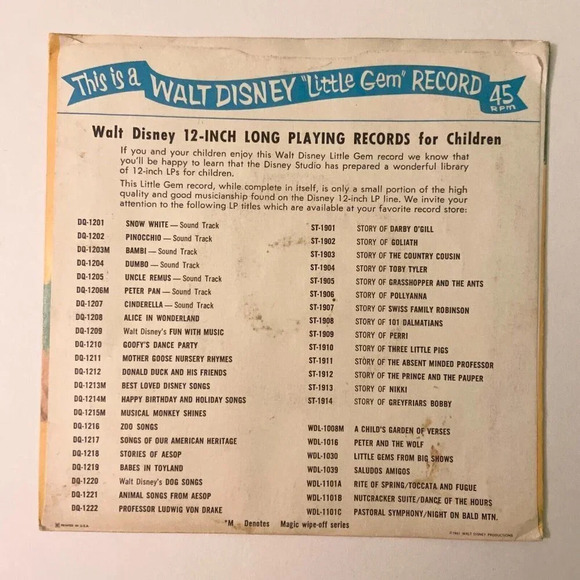 This is a WALT DISNEY "Little Gem" RECORD 45 RPM
Walt Disney 12-INCH LONG PLAYING RECORDS for Children
If you and your children enjoy this Walt Disney Little Gem record we know that
you'll be happy to learn that the Disney Studio has prepared a wonderful library
of 12-inch LPs for children.
This Little Gem record, while complete in itself, is only a small portion of the high
quality and good musicianship found on the Disney 12-inch LP line. We invite your
attention to the following LP titles which are available at your favorite record store:
DQ-1201 SNOW WHITE — Sound Track
DQ-1202 PINOCCHIO — Sound Track
DQ-1203M BAMBI — Sound Track
DQ-1204 DUMBO — Sound Track
DQ-1205 UNCLE REMUS — Sound Track
DQ-1206M PETER PAN — Sound Track
DQ-1207 CINDERELLA — Sound Track
DQ-1208 ALICE IN WONDERLAND
DQ-1209 Walt Disney's FUN WITH MUSIC
DQ-1210 GOOFY'S DANCE PARTY
DQ-1211 MOTHER GOOSE NURSERY RHYMES
DQ-1212 DONALD DUCK AND HIS FRIENDS
DQ-1213M BEST LOVED DISNEY SONGS
DQ-1214M HAPPY BIRTHDAY AND HOLIDAY SONGS
DQ-1215M MUSICAL MONKEY SHINES
DQ-1216 ZOO SONGS
DQ-1217 SONGS OF OUR AMERICAN HERITAGE
DQ-1218 STORIES OF AESOP
DQ-1219 BABES IN TOYLAND
DQ-1220 Walt Disney's DOG SONGS
DQ-1221 ANIMAL SONGS FROM AESOP
DQ-1222 PROFESSOR LUDWIG VON DRAKE
ST-1901 STORY OF DARBY O'GILL
ST-1902 STORY OF GOLIATH
ST-1903 STORY OF THE COUNTRY COUSIN
ST-1904 STORY OF TOBY TYLER
ST-1905 STORY OF GRASSHOPPER AND THE ANTS
ST-1906 STORY OF POLLYANNA
ST-1907 STORY OF SWISS FAMILY ROBINSON
ST-1908 STORY OF 101 DALMATIANS
ST-1909 STORY OF PERRI
ST-1910 STORY OF THREE LITTLE PIGS
ST-1911 STORY OF THE ABSENT MINDED PROFESSOR
ST-1912 STORY OF THE PRINCE AND THE PAUPER
ST-1913 STORY OF NIKKI
ST-1914 STORY OF GREYFRIARS BOBBY
WDL-1008M A CHILD'S GARDEN OF VERSES
WDL-1016 PETER AND THE WOLF
WDL-1030 LITTLE GEMS FROM BIG SHOWS
WDL-1039 SALUDOS AMIGOS
WDL-1101A RITE OF SPRING/TOCCATA AND FUGUE
WDL-1101B NUTCRACKER SUITE/DANCE OF THE HOURS
WDL-1101C PASTORAL SYMPHONY/NIGHT ON BALD MTN.
*M Denotes Magic wipe-off series
©1961 WALT DISNEY PRODUCTIONS